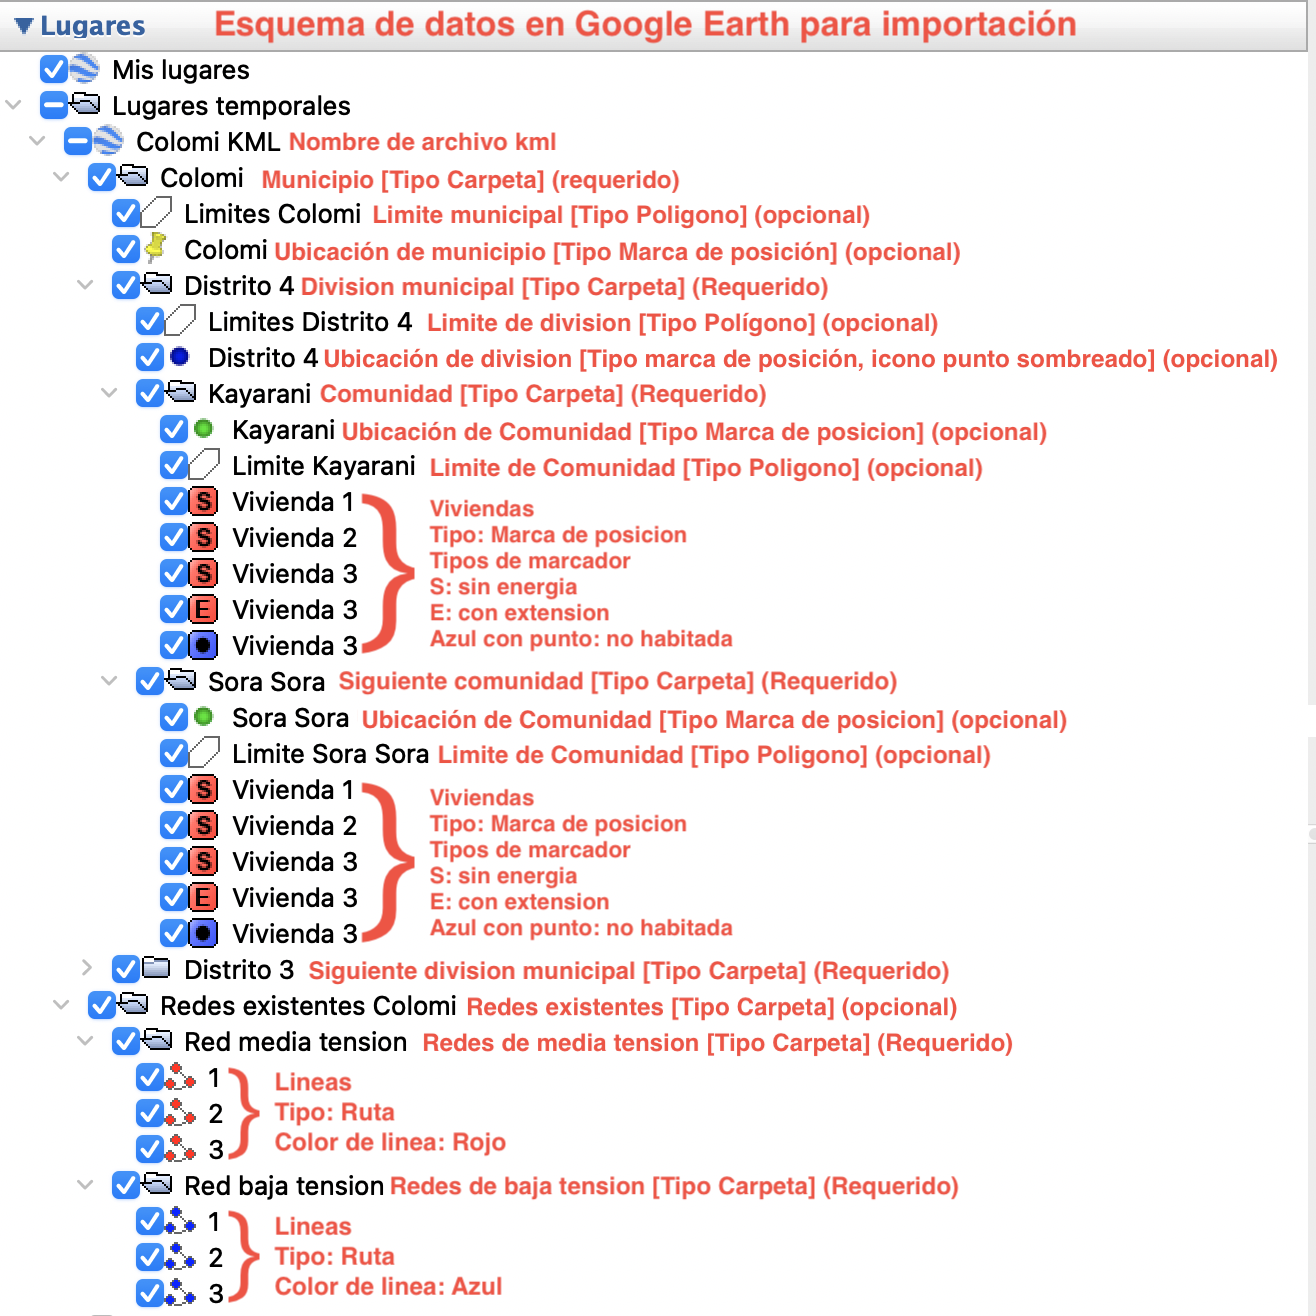 Lugares Esquema de datos en Google Earth para importación
Mis lugares
Lugares temporales
Colomi KML Nombre de archivo kml
Colomi Municipio [Tipo Carpeta] (requerido)
Limites Colomi Limite municipal [Tipo Poligono] (opcional)
Colomi Ubicación de municipio [Tipo Marca de posición] (opcional)
Distrito 4 Division municipal [Tipo Carpeta] (Requerido)
Limites Distrito 4 Limite de division [Tipo Polígono] (opcional)
Distrito 4 Ubicación de division [Tipo marca de posición, icono punto sombreado] (opcional)
Kayarani Comunidad [Tipo Carpeta] (Requerido)
Kayarani Ubicación de Comunidad [Tipo Marca de posicion] (opcional)
Limite Kayarani Limite de Comunidad [Tipo Poligono] (opcional)
S Vivienda 1
S Vivienda 2
S Vivienda 3
E Vivienda 3
Vivienda 3
Viviendas
Tipo: Marca de posicion
Tipos de marcador
S: sin energia
E: con extension
Azul con punto: no habitada
Sora Sora Siguiente comunidad [Tipo Carpeta] (Requerido)
Sora Sora Ubicación de Comunidad [Tipo Marca de posicion] (opcional)
Limite Sora Sora Limite de Comunidad [Tipo Poligono] (opcional)
S Vivienda 1
S Vivienda 2
S Vivienda 3
E Vivienda 3
Vivienda 3
Viviendas
Tipo: Marca de posicion
Tipos de marcador
S: sin energia
E: con extension
Azul con punto: no habitada
Distrito 3 Siguiente division municipal [Tipo Carpeta] (Requerido)
Redes existentes Colomi Redes existentes [Tipo Carpeta] (opcional)
Red media tension Redes de media tension [Tipo Carpeta] (Requerido)
1
2
3
Lineas
Tipo: Ruta
Color de linea: Rojo
Red baja tension Redes de baja tension [Tipo Carpeta] (Requerido)
1
2
3
Lineas
Tipo: Ruta
Color de linea: Azul